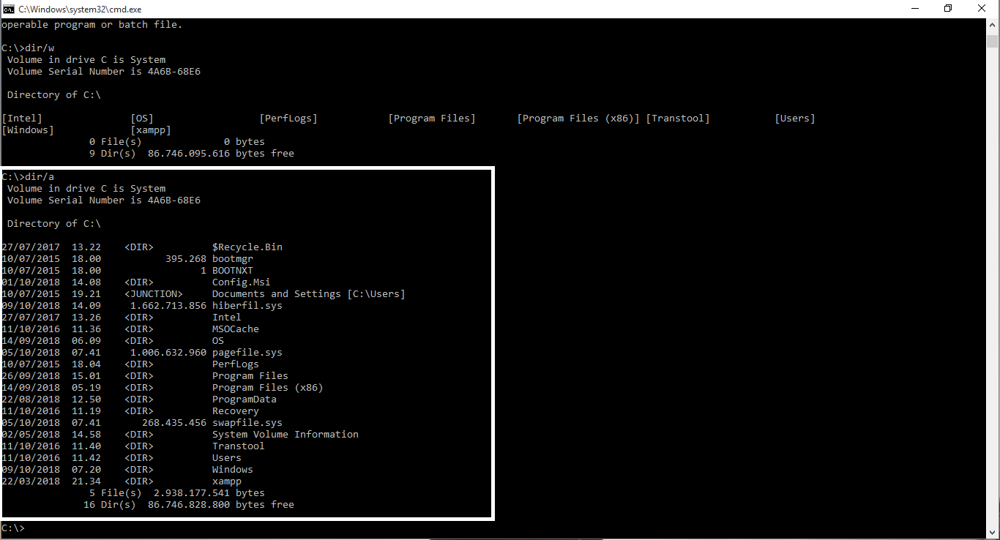 C:\Windows\system32\cmd.exe
operable program or batch file.
C:\>dir/w
 Volume in drive C is System
 Volume Serial Number is 4A6B-68E6
 Directory of C:\
[Intel]               [OS]                  [PerfLogs]            [Program Files]       [Program Files (x86)] [Transtool]           [Users]
[Windows]             [xampp]
               0 File(s)              0 bytes
               9 Dir(s)  86.746.095.616 bytes free
C:\>dir/a
 Volume in drive C is System
 Volume Serial Number is 4A6B-68E6
 Directory of C:\
27/07/2017  13.22    <DIR>          $Recycle.Bin
10/07/2015  18.00           395.268 bootmgr
10/07/2015  18.00                 1 BOOTNXT
01/10/2018  14.08    <DIR>          Config.Msi
10/07/2015  19.21    <JUNCTION>     Documents and Settings [C:\Users]
09/10/2018  14.09     1.662.713.856 hiberfil.sys
27/07/2017  13.26    <DIR>          Intel
11/10/2016  11.36    <DIR>          MSOCache
14/09/2018  06.09    <DIR>          OS
05/10/2018  07.41     1.006.632.960 pagefile.sys
10/07/2015  18.04    <DIR>          PerfLogs
26/09/2018  15.01    <DIR>          Program Files
14/09/2018  05.19    <DIR>          Program Files (x86)
22/08/2018  12.50    <DIR>          ProgramData
11/10/2016  11.19    <DIR>          Recovery
05/10/2018  07.41       268.435.456 swapfile.sys
02/05/2018  14.58    <DIR>          System Volume Information
11/10/2016  11.40    <DIR>          Transtool
11/10/2016  11.42    <DIR>          Users
09/10/2018  07.20    <DIR>          Windows
22/03/2018  21.34    <DIR>          xampp
               5 File(s)  2.938.177.541 bytes
              16 Dir(s)  86.746.828.800 bytes free
C:\>